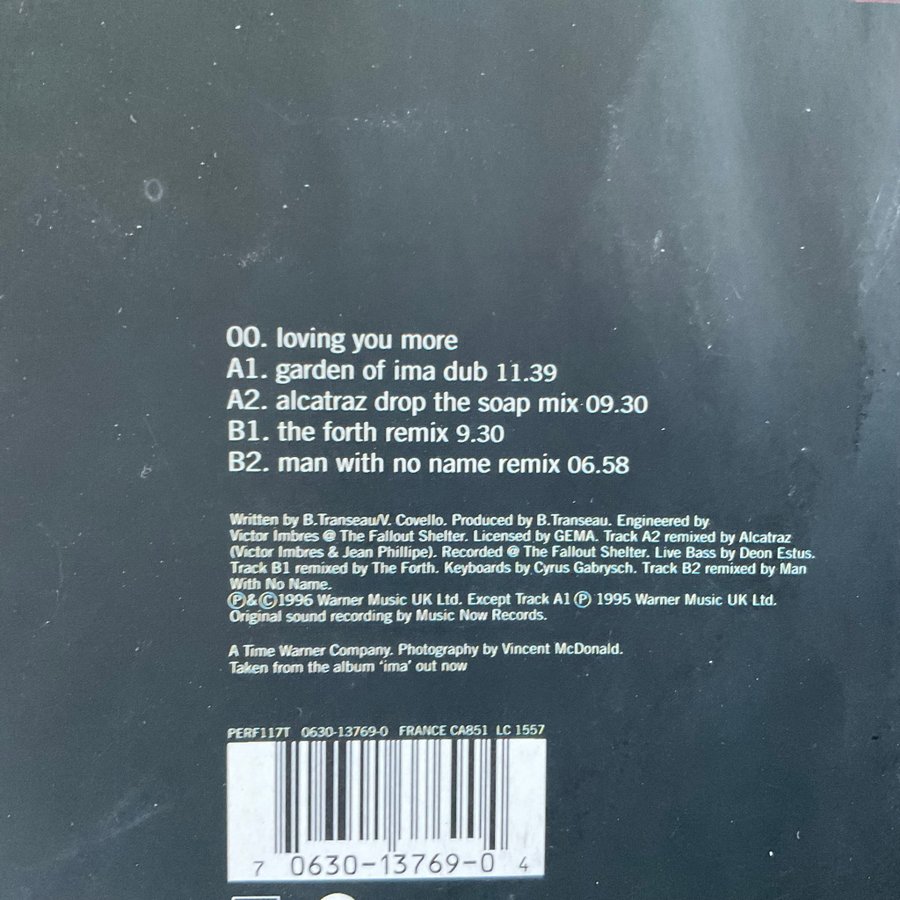 00. loving you more
A1. garden of ima dub 11.39
A2. alcatraz drop the soap mix 09.30
B1. the forth remix 9.30
B2. man with no name remix 06.58
Written by B.Transeau/V. Covello. Produced by B.Transeau. Engineered by
Victor Imbres @ The Fallout Shelter. Licensed by GEMA. Track A2 remixed by Alcatraz
(Victor Imbres & Jean Phillipe). Recorded @ The Fallout Shelter. Live Bass by Deon Estus.
Track B1 remixed by The Forth. Keyboards by Cyrus Gabrysch. Track B2 remixed by Man
With No Name.
℗&©1996 Warner Music UK Ltd. Except Track A1 ℗ 1995 Warner Music UK Ltd.
Original sound recording by Music Now Records.
A Time Warner Company. Photography by Vincent McDonald.
Taken from the album 'ima' out now
PERF117T 0630-13769-0 FRANCE CA851 LC 1557
7 0630-13769-0 4